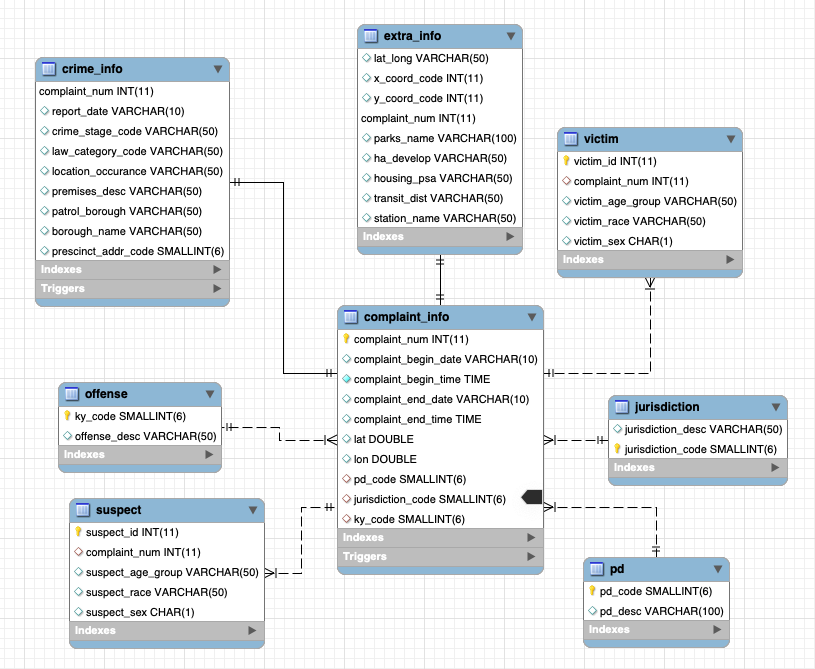 crime_info
complaint_num INT(11)
report_date VARCHAR(10)
crime_stage_code VARCHAR(50)
law_category_code VARCHAR(50)
location_occurance VARCHAR(50)
premises_desc VARCHAR(50)
patrol_borough VARCHAR(50)
borough_name VARCHAR(50)
prescinct_addr_code SMALLINT(6)
Indexes
Triggers
extra_info
lat_long VARCHAR(50)
x_coord_code INT(11)
y_coord_code INT(11)
complaint_num INT(11)
parks_name VARCHAR(100)
ha_develop VARCHAR(50)
housing_psa VARCHAR(50)
transit_dist VARCHAR(50)
station_name VARCHAR(50)
Indexes
victim
victim_id INT(11)
complaint_num INT(11)
victim_age_group VARCHAR(50)
victim_race VARCHAR(50)
victim_sex CHAR(1)
Indexes
complaint_info
complaint_num INT(11)
complaint_begin_date VARCHAR(10)
complaint_begin_time TIME
complaint_end_date VARCHAR(10)
complaint_end_time TIME
lat DOUBLE
lon DOUBLE
pd_code SMALLINT(6)
jurisdiction_code SMALLINT(6)
ky_code SMALLINT(6)
Indexes
Triggers
offense
ky_code SMALLINT(6)
offense_desc VARCHAR(50)
Indexes
jurisdiction
jurisdiction_desc VARCHAR(50)
jurisdiction_code SMALLINT(6)
Indexes
suspect
suspect_id INT(11)
complaint_num INT(11)
suspect_age_group VARCHAR(50)
suspect_race VARCHAR(50)
suspect_sex CHAR(1)
Indexes
pd
pd_code SMALLINT(6)
pd_desc VARCHAR(100)
Indexes